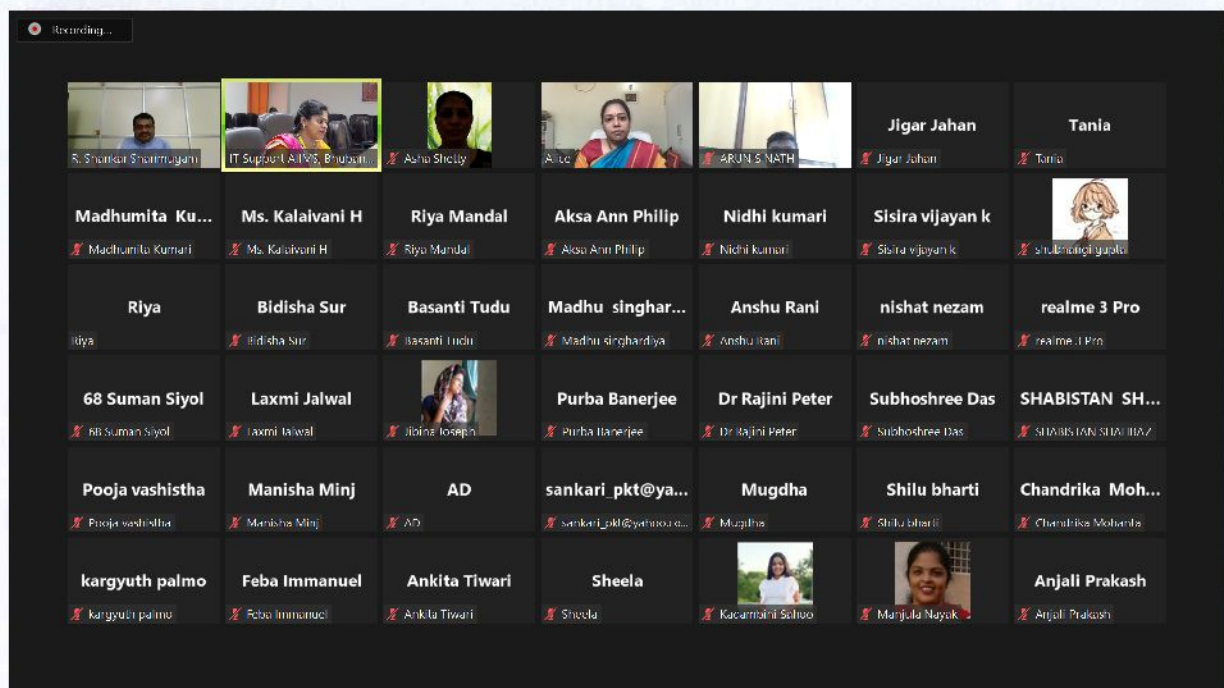 Recording...
R. Shankar Shanmugam
IT Support AIIMS, Bhuban...
Asha Shetty
Alice
ARUN S NATH
Jigar Jahan
Jigar Jahan
Tania
Tania
Madhumita Ku...
Madhumita Kumari
Ms. Kalaivani H
Ms. Kalaivani H
Riya Mandal
Riya Mandal
Aksa Ann Philip
Aksa Ann Philip
Nidhi kumari
Nidhi kumari
Sisira vijayan k
Sisira vijayan k
shubhangi gupta
Riya
Riya
Bidisha Sur
Bidisha Sur
Basanti Tudu
Basanti Tudu
Madhu singhar...
Madhu singhardiya
Anshu Rani
Anshu Rani
nishat nezam
nishat nezam
realme 3 Pro
realme 3 Pro
68 Suman Siyol
68 Suman Siyol
Laxmi Jalwal
Laxmi Jalwal
Jibina Joseph
Purba Banerjee
Purba Banerjee
Dr Rajini Peter
Dr Rajini Peter
Subhoshree Das
Subhoshree Das
SHABISTAN SH...
SHABISTAN SHAHBAZ
Pooja vashistha
Pooja vashistha
Manisha Minj
Manisha Minj
AD
AD
sankari_pkt@ya...
sankari_pkt@yahoo.c...
Mugdha
Mugdha
Shilu bharti
Shilu bharti
Chandrika Moh...
Chandrika Mohanta
kargyuth palmo
kargyuth palmo
Feba Immanuel
Feba Immanuel
Ankita Tiwari
Ankita Tiwari
Sheela
Sheela
Kadambini Sahoo
Manjula Nayak
Anjali Prakash
Anjali Prakash